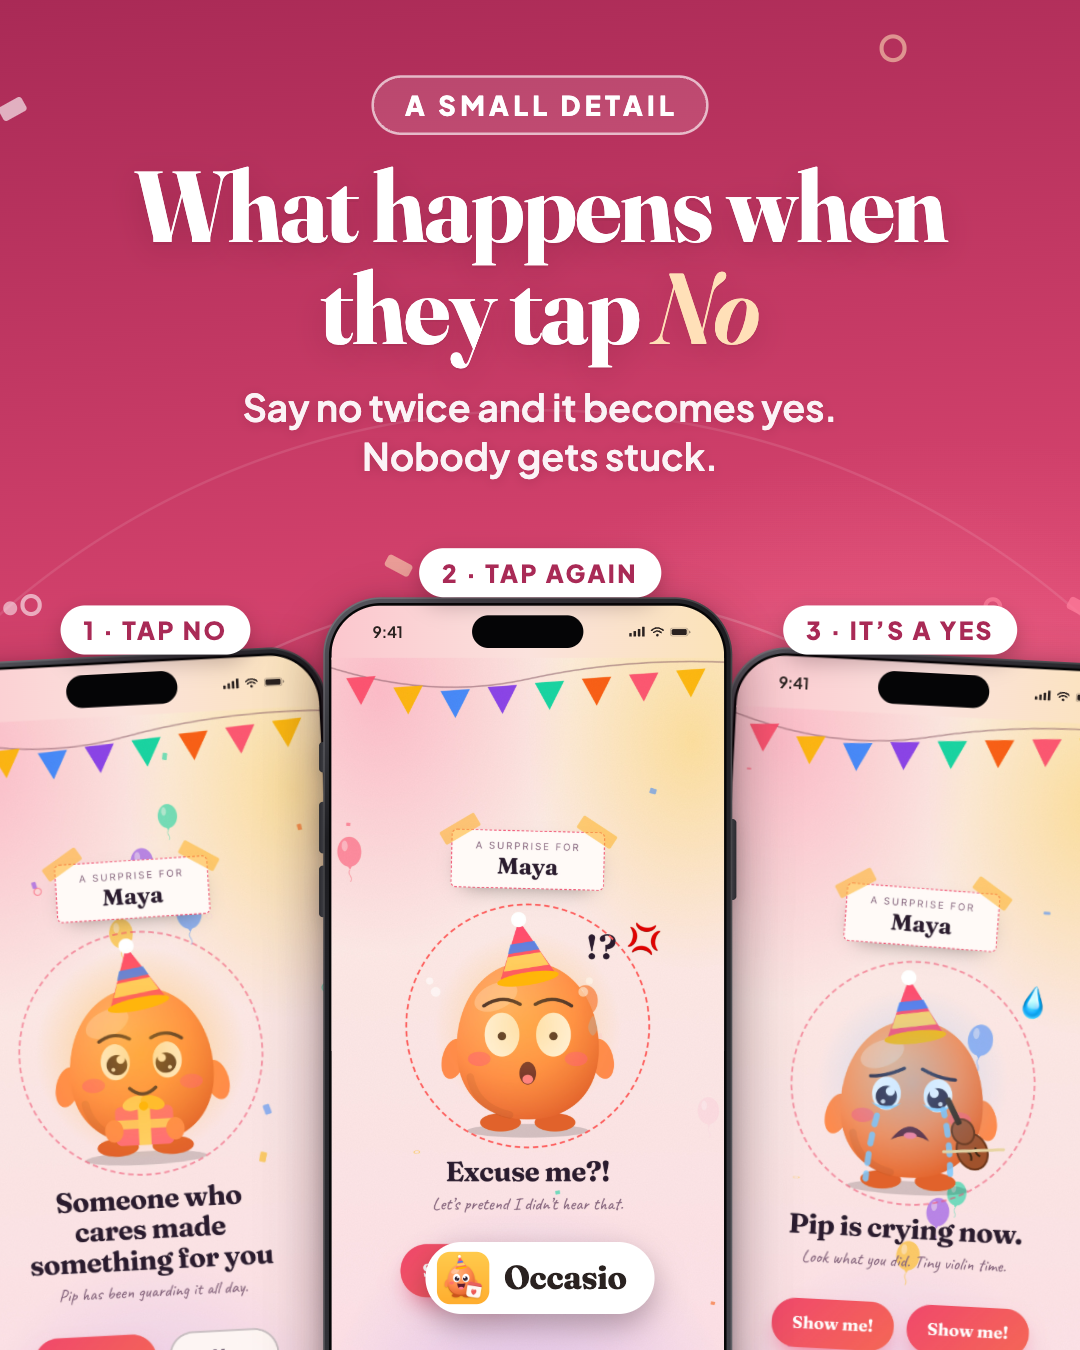 A SMALL DETAIL
What happens when
they tap No
Say no twice and it becomes yes.
Nobody gets stuck.
1 · TAP NO
2 · TAP AGAIN
3 · IT’S A YES
A SURPRISE FOR
Maya
Someone who
cares made
something for you
Pip has been guarding it all day.
9:41
A SURPRISE FOR
Maya
!?
Excuse me?!
Let’s pretend I didn’t hear that.
Occasio
9:41
A SURPRISE FOR
Maya
Pip is crying now.
Look what you did. Tiny violin time.
Show me!
Show me!